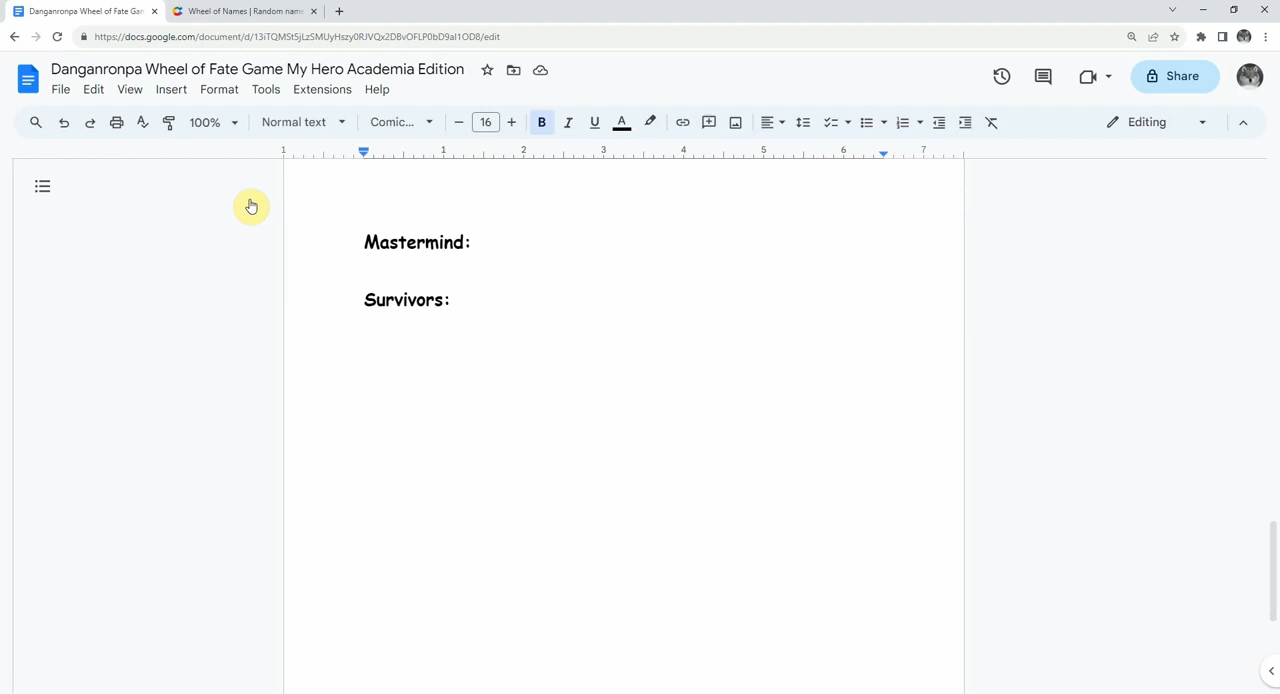 Danganronpa Wheel of Fate Gam
Wheel of Names | Random name
https://docs.google.com/document/d/13iTQMSt5jLzSMUyHszy0RJVQx2DBvOFLP0bD9aI1OD8/edit
Danganronpa Wheel of Fate Game My Hero Academia Edition
File Edit View Insert Format Tools Extensions Help
Share
100% Normal text Comic... 16 B I U A Editing
1 1 2 3 4 5 6 7
Mastermind:
Survivors: